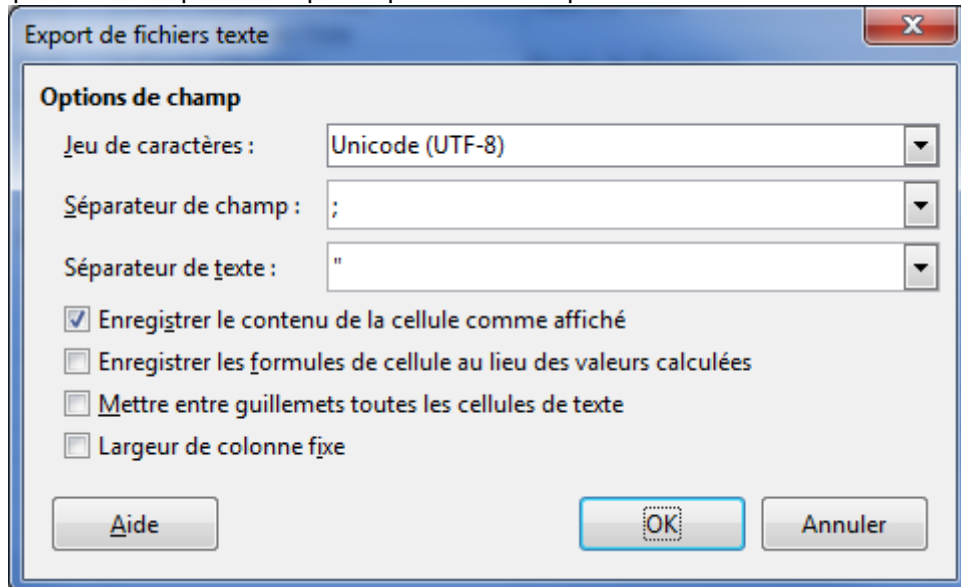 Export de fichiers texte
Options de champ
Jeu de caractères :
Unicode (UTF-8)
Séparateur de champ :
;
Séparateur de texte :
"
Enregistrer le contenu de la cellule comme affiché
Enregistrer les formules de cellule au lieu des valeurs calculées
Mettre entre guillemets toutes les cellules de texte
Largeur de colonne fixe
Aide
OK
Annuler